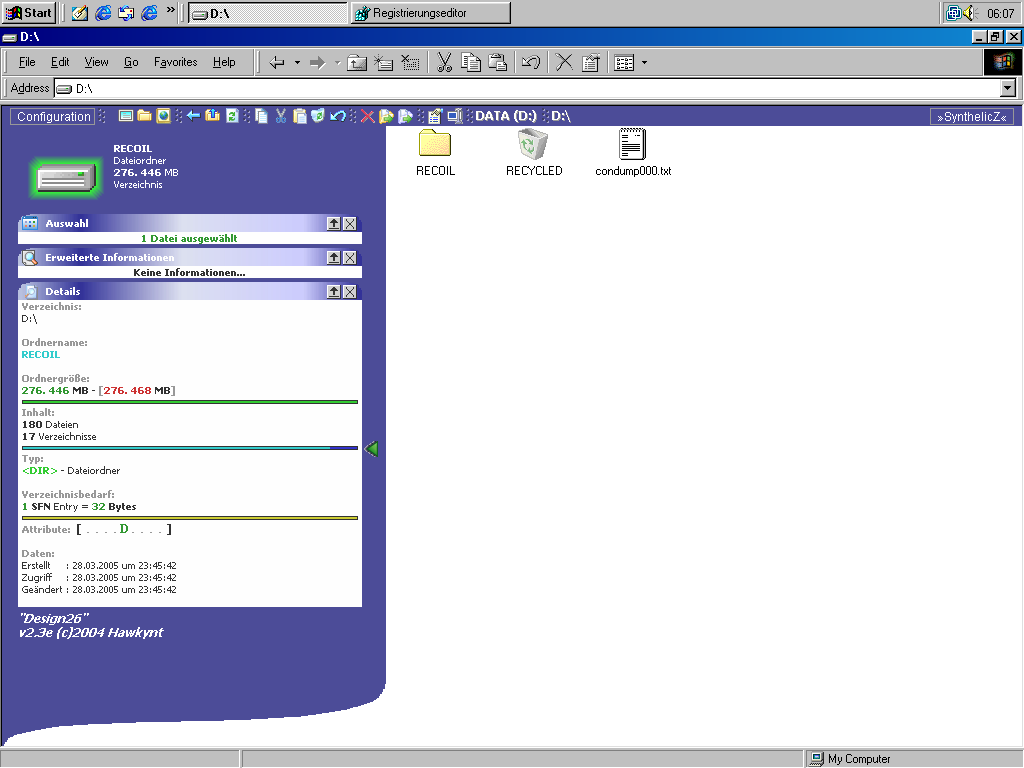 Start
D:\
Registrierungseditor
06:07
D:\
File Edit View Go Favorites Help
Address D:\
Configuration
DATA (D:) D:\
»SynthelicZ«
RECOIL
Dateiordner
276. 446 MB
Verzeichnis
Auswahl
1 Datei ausgewählt
Erweiterte Informationen
Keine Informationen...
Details
Verzeichnis:
D:\
Ordnername:
RECOIL
Ordnergröße:
276. 446 MB - [276. 468 MB]
Inhalt:
180 Dateien
17 Verzeichnisse
Typ:
<DIR> - Dateiordner
Verzeichnisbedarf:
1 SFN Entry = 32 Bytes
Attribute: [ . . . . D . . . . ]
Daten:
Erstellt : 28.03.2005 um 23:45:42
Zugriff : 28.03.2005 um 23:45:42
Geändert : 28.03.2005 um 23:45:42
"Design26"
v2.3e (c)2004 Hawkynt
RECOIL
RECYCLED
condump000.txt
My Computer